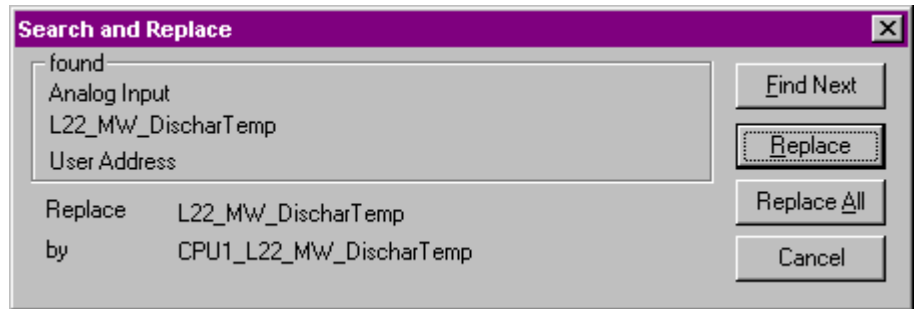 Search and Replace
found
Analog Input
L22_MW_DischarTemp
User Address
Replace L22_MW_DischarTemp
by CPU1_L22_MW_DischarTemp
Find Next
Replace
Replace All
Cancel